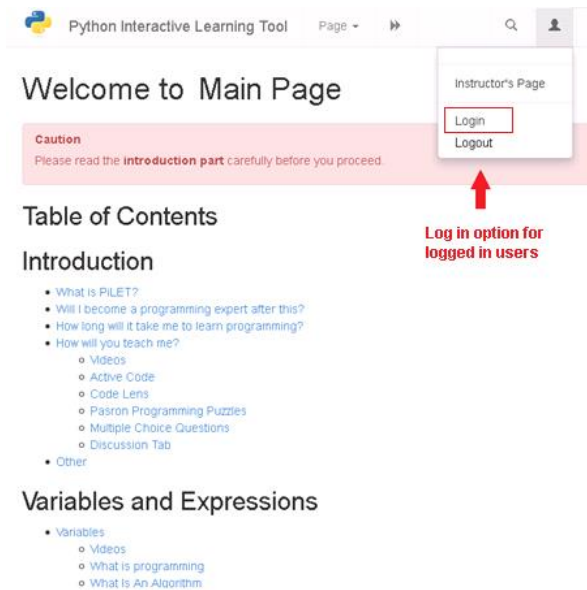 Python Interactive Learning Tool Page
Instructor's Page
Login
Logout
Welcome to Main Page
Caution
Please read the introduction part carefully before you proceed.
Log in option for
logged in users
Table of Contents
Introduction
What is PiLET?
Will I become a programming expert after this?
How long will it take me to learn programming?
How will you teach me?
Videos
Active Code
Code Lens
Pasron Programming Puzzles
Multiple Choice Questions
Discussion Tab
Other
Variables and Expressions
Variables
Videos
What is programming
What Is An Algorithm